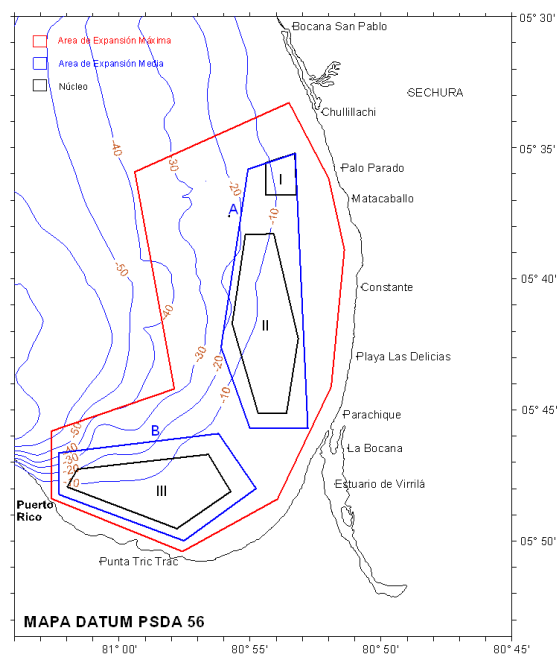 05° 30'
Bocana San Pablo
Area de Expansión Máxima
Area de Expansión Media
Núcleo
SECHURA
Chullillachi
05° 35'
-40
-30
Palo Parado
I
-20
-10
Matacaballo
A
-50
05° 40'
Constante
-40
II
-30
-20
-10
Playa Las Delicias
Parachique
05° 45'
B
-50
-40
-30
-20
-10
La Bocana
III
Estuario de Virrilá
Puerto
Rico
05° 50'
Punta Tric Trac
MAPA DATUM PSDA 56
81° 00'
80° 55'
80° 50'
80° 45'